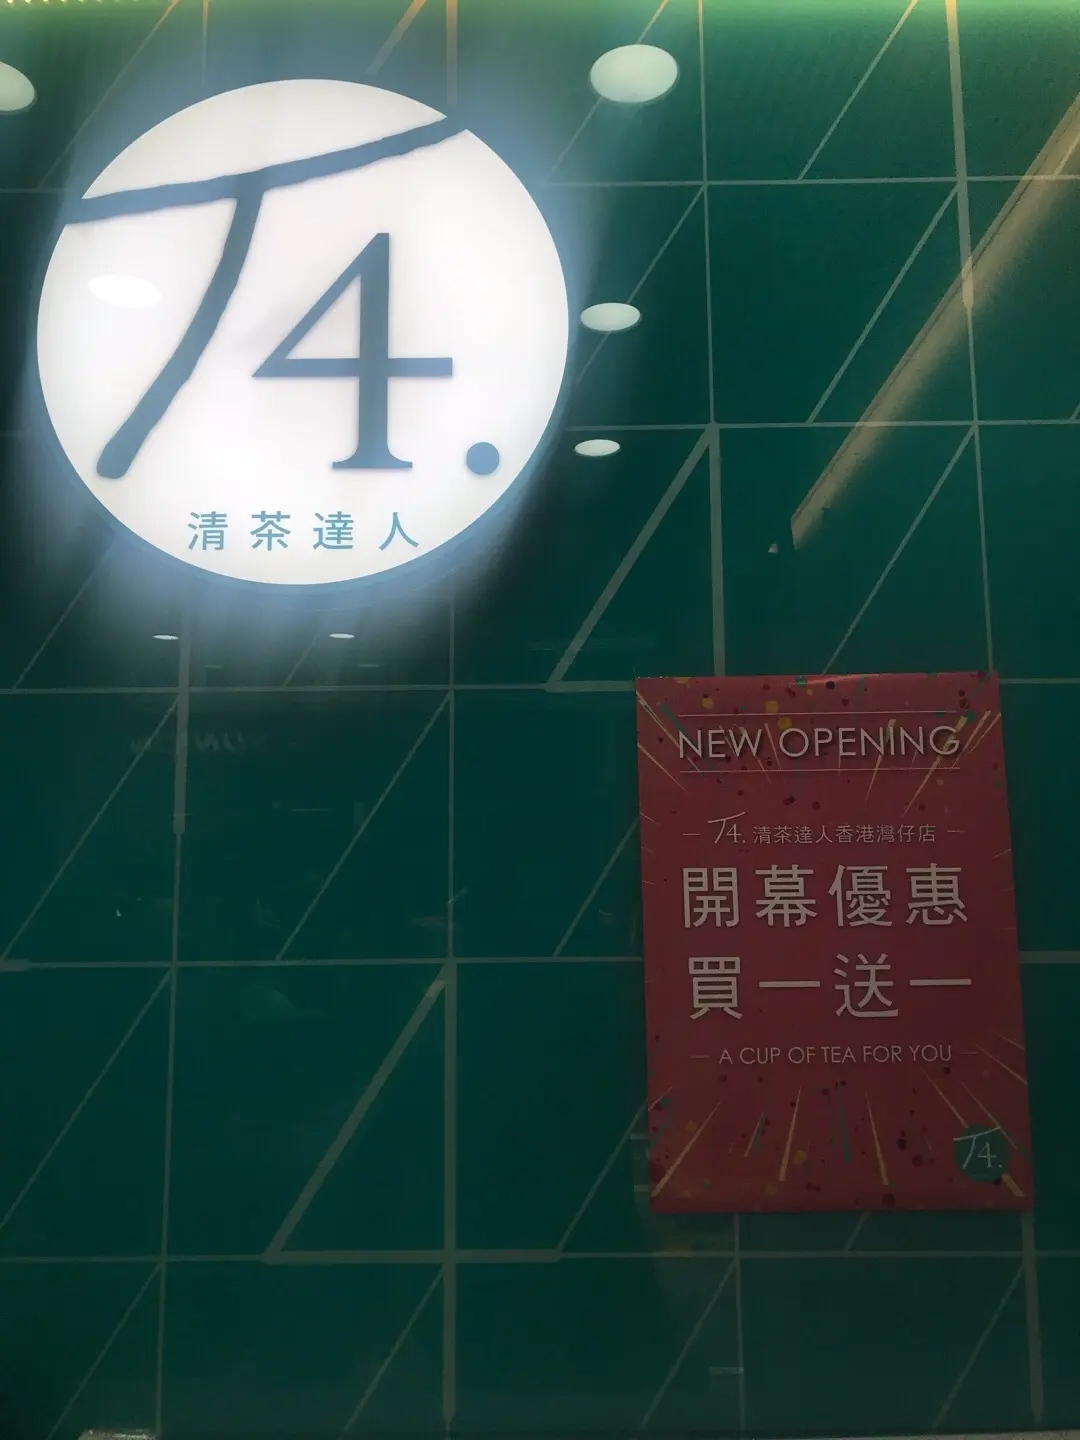 T4.
清茶達人
NEW OPENING
T4. 清茶達人香港灣仔店
開幕優惠
買一送一
A CUP OF TEA FOR YOU
T4.